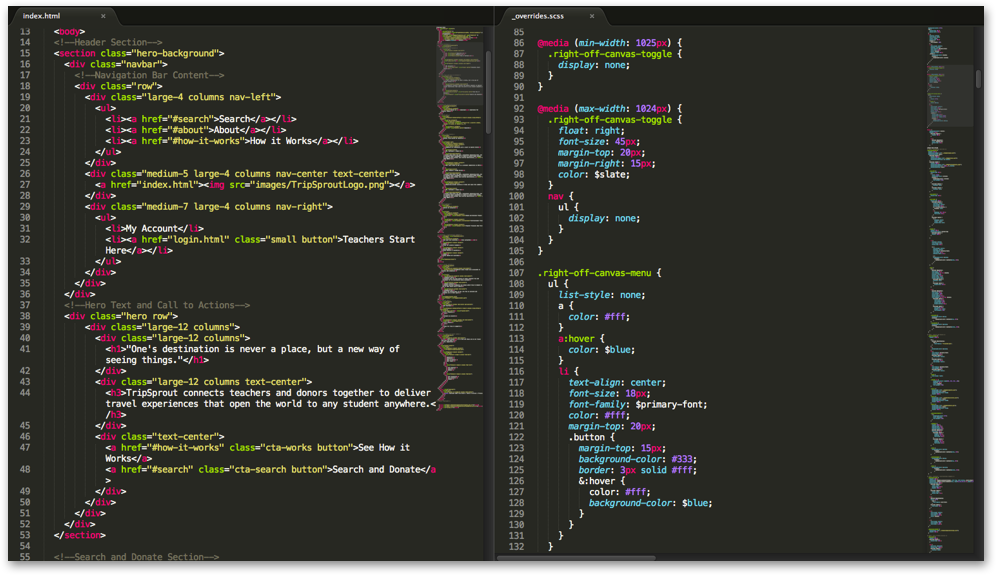 index.html
13 <body>
14 <!--Header Section-->
15 <section class="hero-background">
16 <div class="navbar">
17 <!--Navigation Bar Content-->
18 <div class="row">
19 <div class="large-4 columns nav-left">
20 <ul>
21 <li><a href="#search">Search</a></li>
22 <li><a href="#about">About</a></li>
23 <li><a href="#how-it-works">How it Works</a></li>
24 </ul>
25 </div>
26 <div class="medium-5 large-4 columns nav-center text-center">
27 <a href="index.html"><img src="images/TripSproutLogo.png"></a>
28 </div>
29 <div class="medium-7 large-4 columns nav-right">
30 <ul>
31 <li>My Account</li>
32 <li><a href="login.html" class="small button">Teachers Start
Here</a></li>
33 </ul>
34 </div>
35 </div>
36 </div>
37 <!--Hero Text and Call to Actions-->
38 <div class="hero row">
39 <div class="large-12 columns">
40 <div class="large-12 columns">
41 <h1>"One's destination is never a place, but a new way of
seeing things."</h1>
42 </div>
43 <div class="large-12 columns text-center">
44 <h3>TripSprout connects teachers and donors together to deliver
travel experiences that open the world to any student anywhere.<
/h3>
45 </div>
46 <div class="text-center">
47 <a href="#how-it-works" class="cta-works button">See How it
Works</a>
48 <a href="#search" class="cta-search button">Search and Donate</a
>
49 </div>
50 </div>
51 </div>
52 </div>
53 </section>
54
55 <!--Search and Donate Section-->
_overrides.scss
85
86 @media (min-width: 1025px) {
87 .right-off-canvas-toggle {
88 display: none;
89 }
90 }
91
92 @media (max-width: 1024px) {
93 .right-off-canvas-toggle {
94 float: right;
95 font-size: 45px;
96 margin-top: 20px;
97 margin-right: 15px;
98 color: $slate;
99 }
100 nav {
101 ul {
102 display: none;
103 }
104 }
105 }
106
107 .right-off-canvas-menu {
108 ul {
109 list-style: none;
110 a {
111 color: #fff;
112 }
113 a:hover {
114 color: $blue;
115 }
116 li {
117 text-align: center;
118 font-size: 18px;
119 font-family: $primary-font;
120 color: #fff;
121 margin-top: 20px;
122 .button {
123 margin-top: 15px;
124 background-color: #333;
125 border: 3px solid #fff;
126 &:hover {
127 color: #fff;
128 background-color: $blue;
129 }
130 }
131 }
132 }